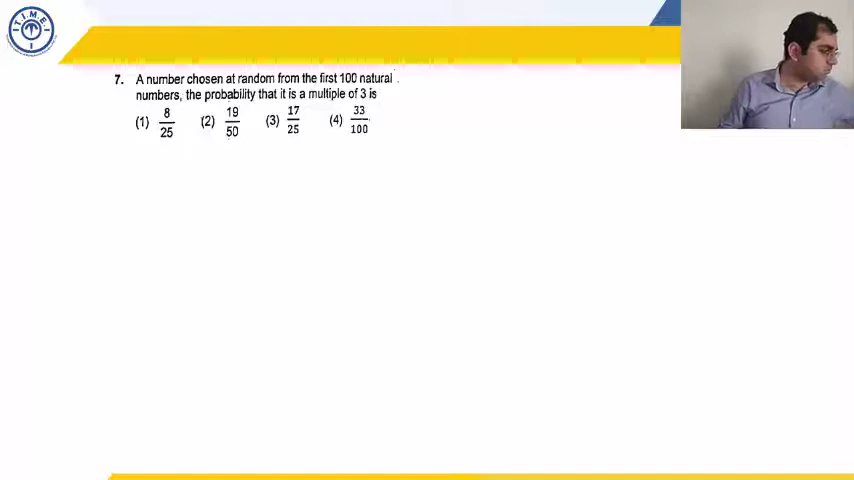 T.I.M.E.
7. A number chosen at random from the first 100 natural
numbers, the probability that it is a multiple of 3 is
(1) 8/25 (2) 19/50 (3) 17/25 (4) 33/100